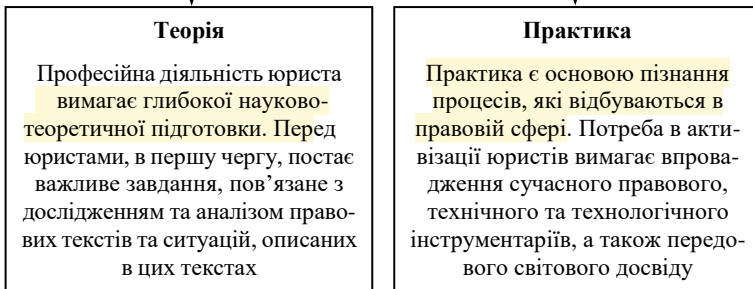 Теорія
Професійна діяльність юриста
вимагає глибокої науково-
теоретичної підготовки. Перед
юристами, в першу чергу, постає
важливе завдання, пов’язане з
дослідженням та аналізом право-
вих текстів та ситуацій, описаних
в цих текстах
Практика
Практика є основою пізнання
процесів, які відбуваються в
правовій сфері. Потреба в акти-
візації юристів вимагає впрова-
дження сучасного правового,
технічного та технологічного
інструментаріїв, а також передо-
вого світового досвіду